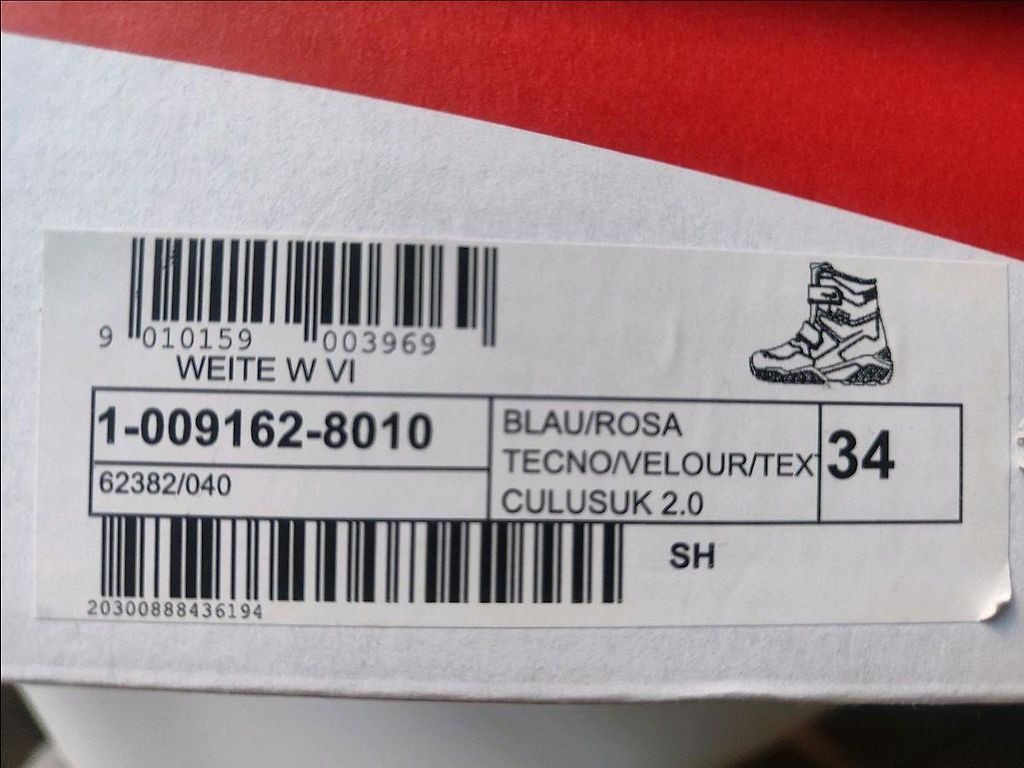 9 010159 003969
WEITE W VI
1-009162-8010
62382/040
BLAU/ROSA
TECNO/VELOUR/TEX
CULUSUK 2.0
34
SH
20300888436194